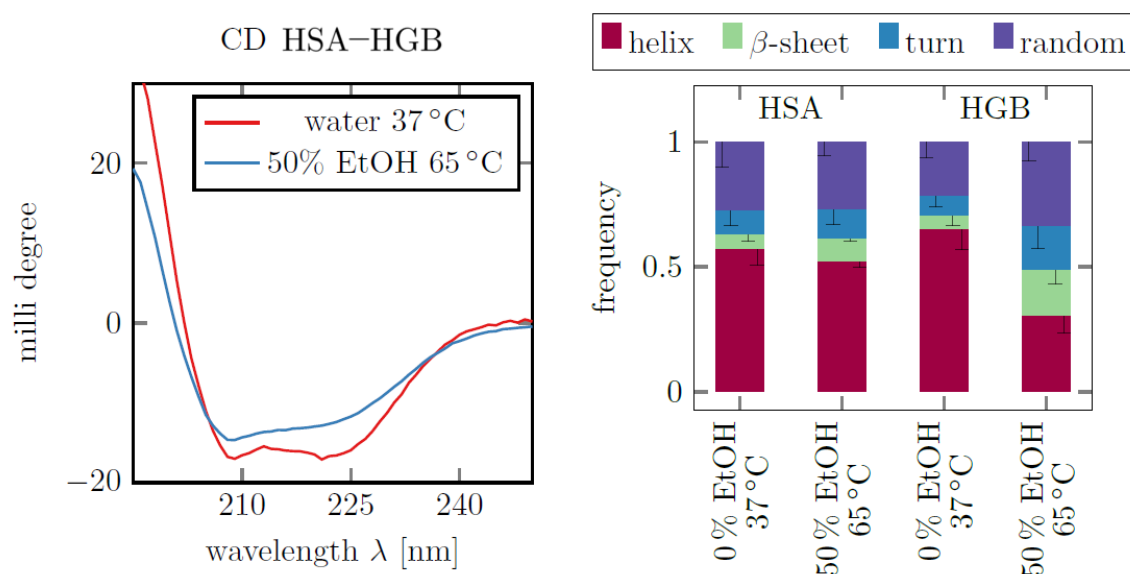 CD HSA–HGB
water 37 °C
50% EtOH 65 °C
20
0
−20
210
225
240
milli degree
wavelength λ [nm]
helix β-sheet turn random
HSA HGB
1
0.5
0
frequency
0 % EtOH
37 °C
50 % EtOH
65 °C
0 % EtOH
37 °C
50 % EtOH
65 °C